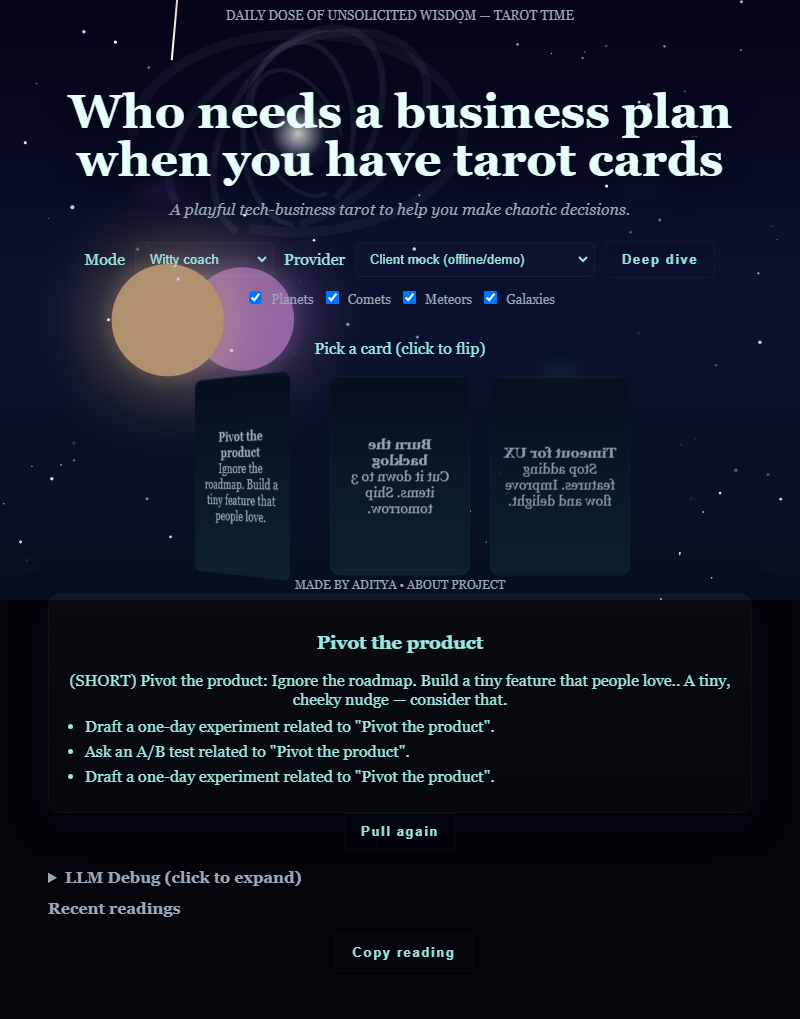 DAILY DOSE OF UNSOLICITED WISDOM — TAROT TIME
Who needs a business plan
when you have tarot cards
A playful tech-business tarot to help you make chaotic decisions.
Mode Witty coach Provider Client mock (offline/demo) Deep dive
Planets Comets Meteors Galaxies
Pick a card (click to flip)
Pivot the
product
Ignore the
roadmap. Build a
tiny feature that
people love.
Burn the
backlog
Cut it down to 3
items. Ship
tomorrow.
Timeout for UX
Stop adding
features. Improve
flow and delight.
MADE BY ADITYA • ABOUT PROJECT
Pivot the product
(SHORT) Pivot the product: Ignore the roadmap. Build a tiny feature that people love.. A tiny,
cheeky nudge — consider that.
• Draft a one-day experiment related to "Pivot the product".
• Ask an A/B test related to "Pivot the product".
• Draft a one-day experiment related to "Pivot the product".
Pull again
LLM Debug (click to expand)
Recent readings
Copy reading